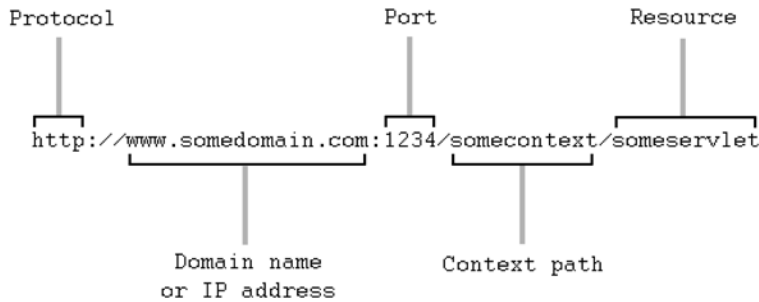 Protocol Port Resource
http://www.somedomain.com:1234/somecontext/someservlet
Domain name
or IP address
Context path